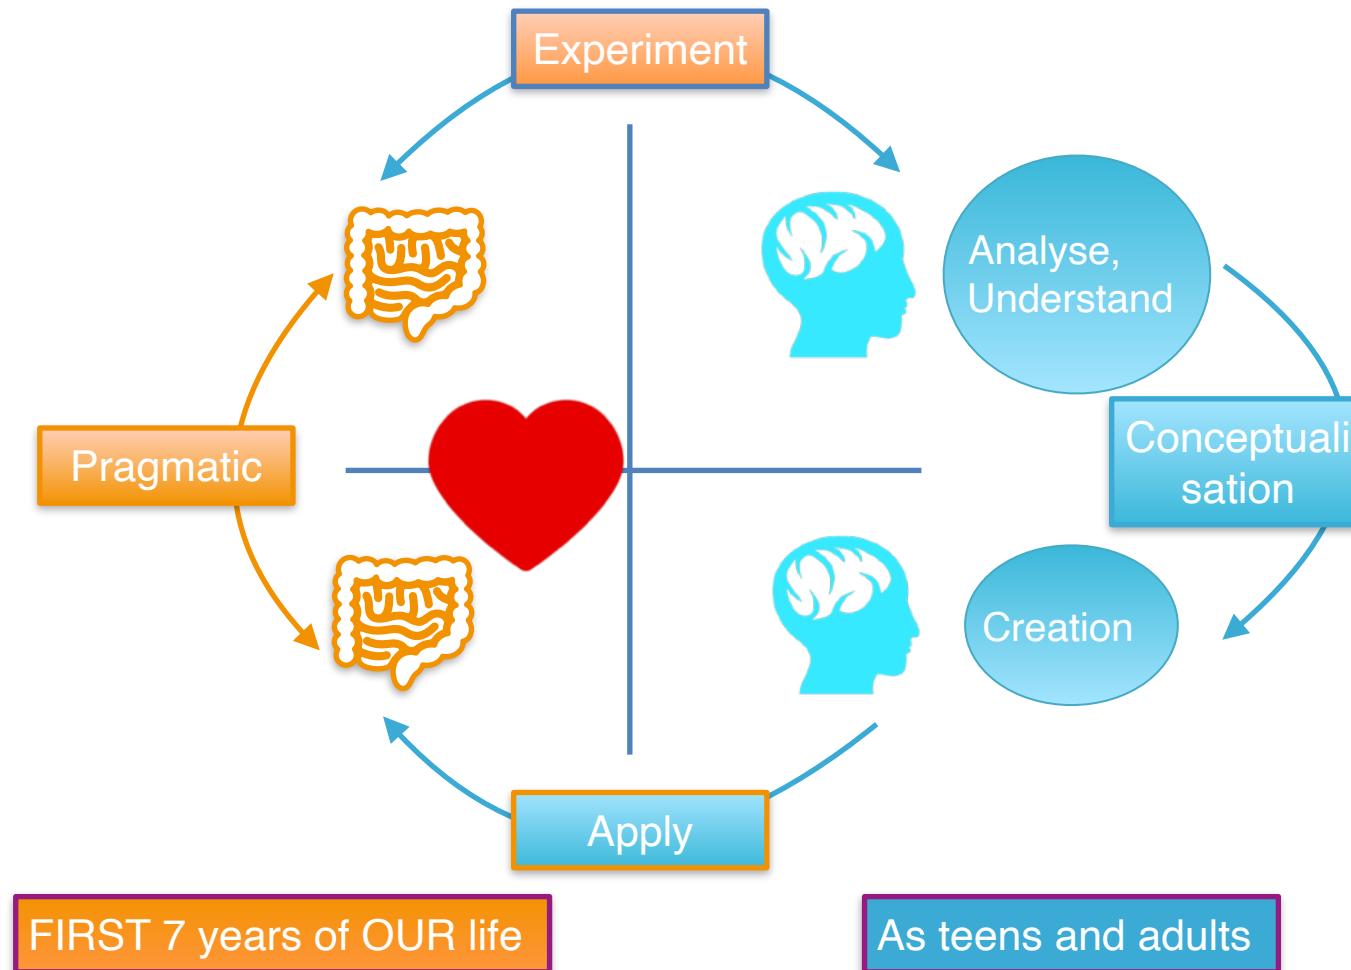 Experiment
Analyse,
Understand
Pragmatic
Conceptuali
sation
Creation
Apply
FIRST 7 years of OUR life
As teens and adults